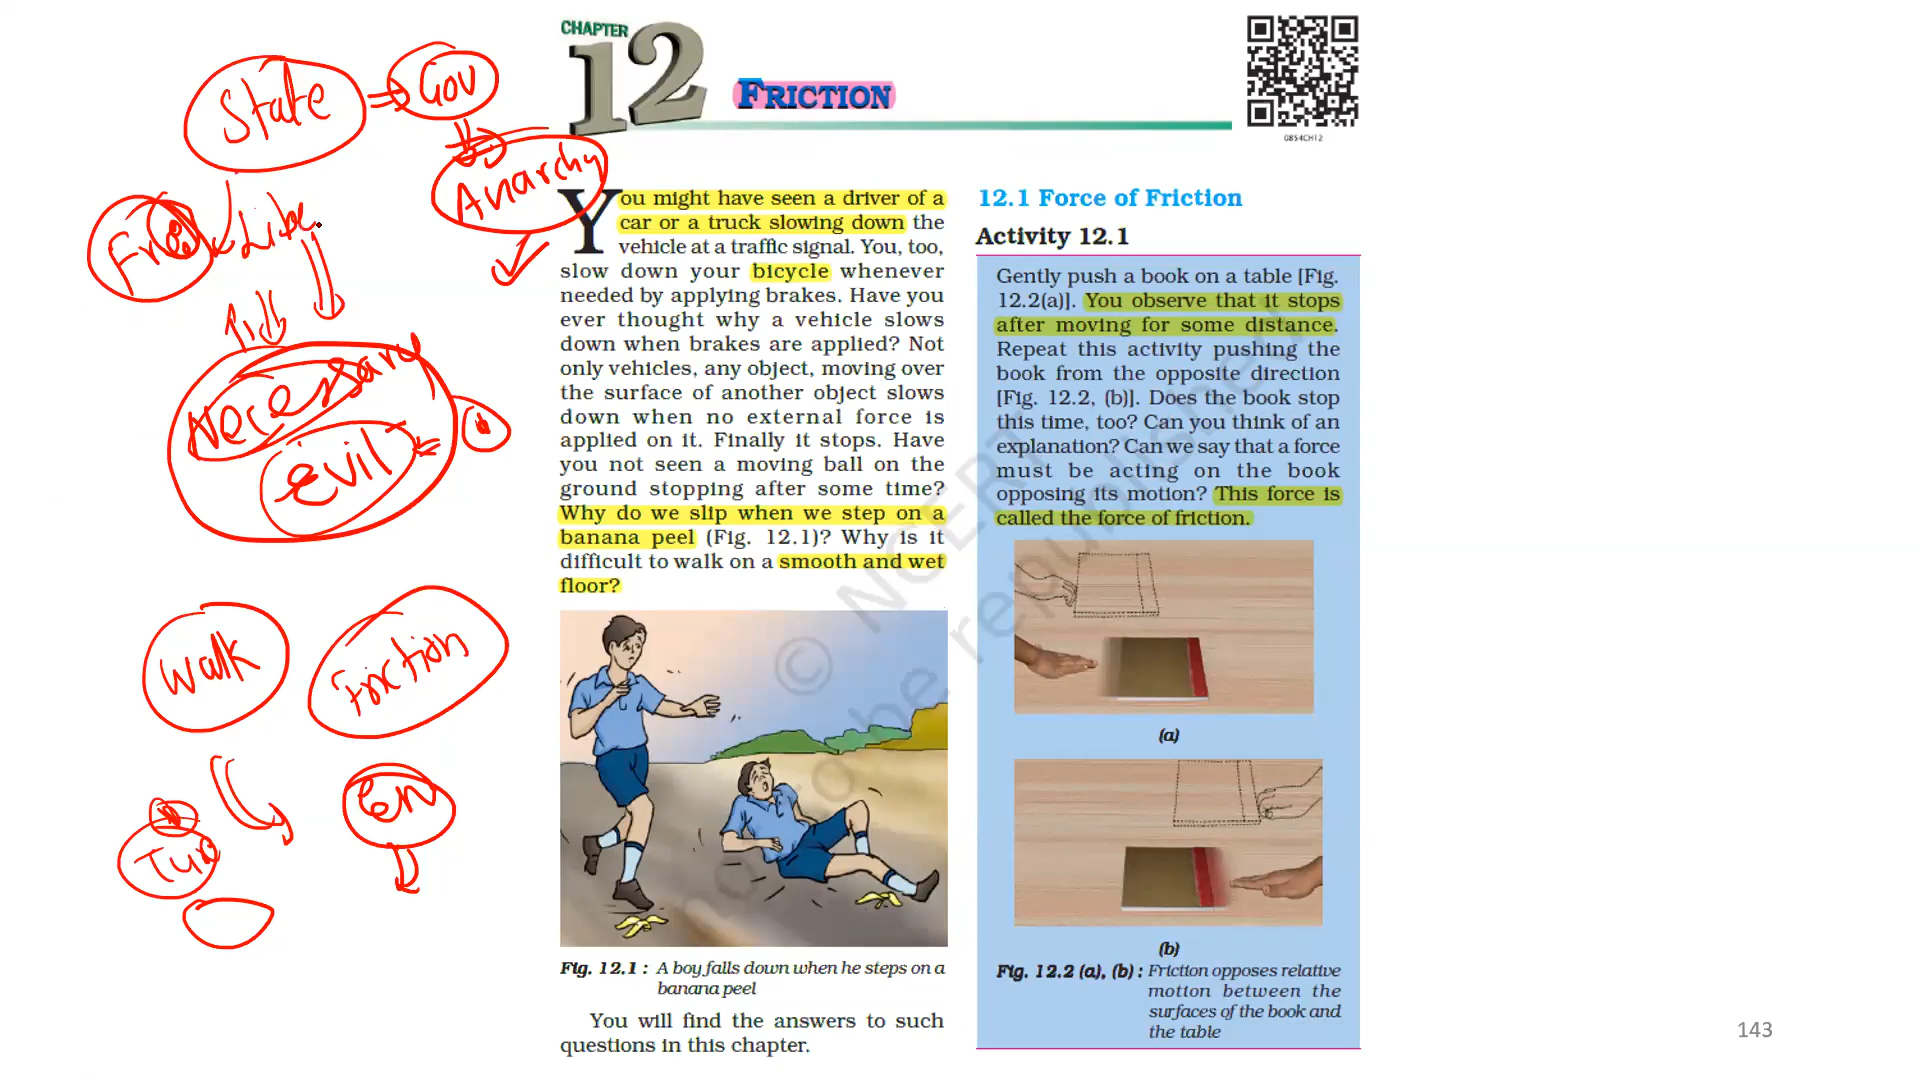 State
Gov
Anarchy
Necessary
Evil
Walk
Friction
En
CHAPTER
12
FRICTION
0854CH12
You might have seen a driver of a
car or a truck slowing down the
vehicle at a traffic signal. You, too,
slow down your bicycle whenever
needed by applying brakes. Have you
ever thought why a vehicle slows
down when brakes are applied? Not
only vehicles, any object, moving over
the surface of another object slows
down when no external force is
applied on it. Finally it stops. Have
you not seen a moving ball on the
ground stopping after some time?
Why do we slip when we step on a
banana peel (Fig. 12.1)? Why is it
difficult to walk on a smooth and wet
floor?
Fig. 12.1 : A boy falls down when he steps on a
banana peel
You will find the answers to such
questions in this chapter.
12.1 Force of Friction
Activity 12.1
Gently push a book on a table [Fig.
12.2(a)]. You observe that it stops
after moving for some distance.
Repeat this activity pushing the
book from the opposite direction
[Fig. 12.2, (b)]. Does the book stop
this time, too? Can you think of an
explanation? Can we say that a force
must be acting on the book
opposing its motion? This force is
called the force of friction.
(a)
(b)
Fig. 12.2 (a), (b) : Friction opposes relative
motion between the
surfaces of the book and
the table
© NCERT
not to be republished
143